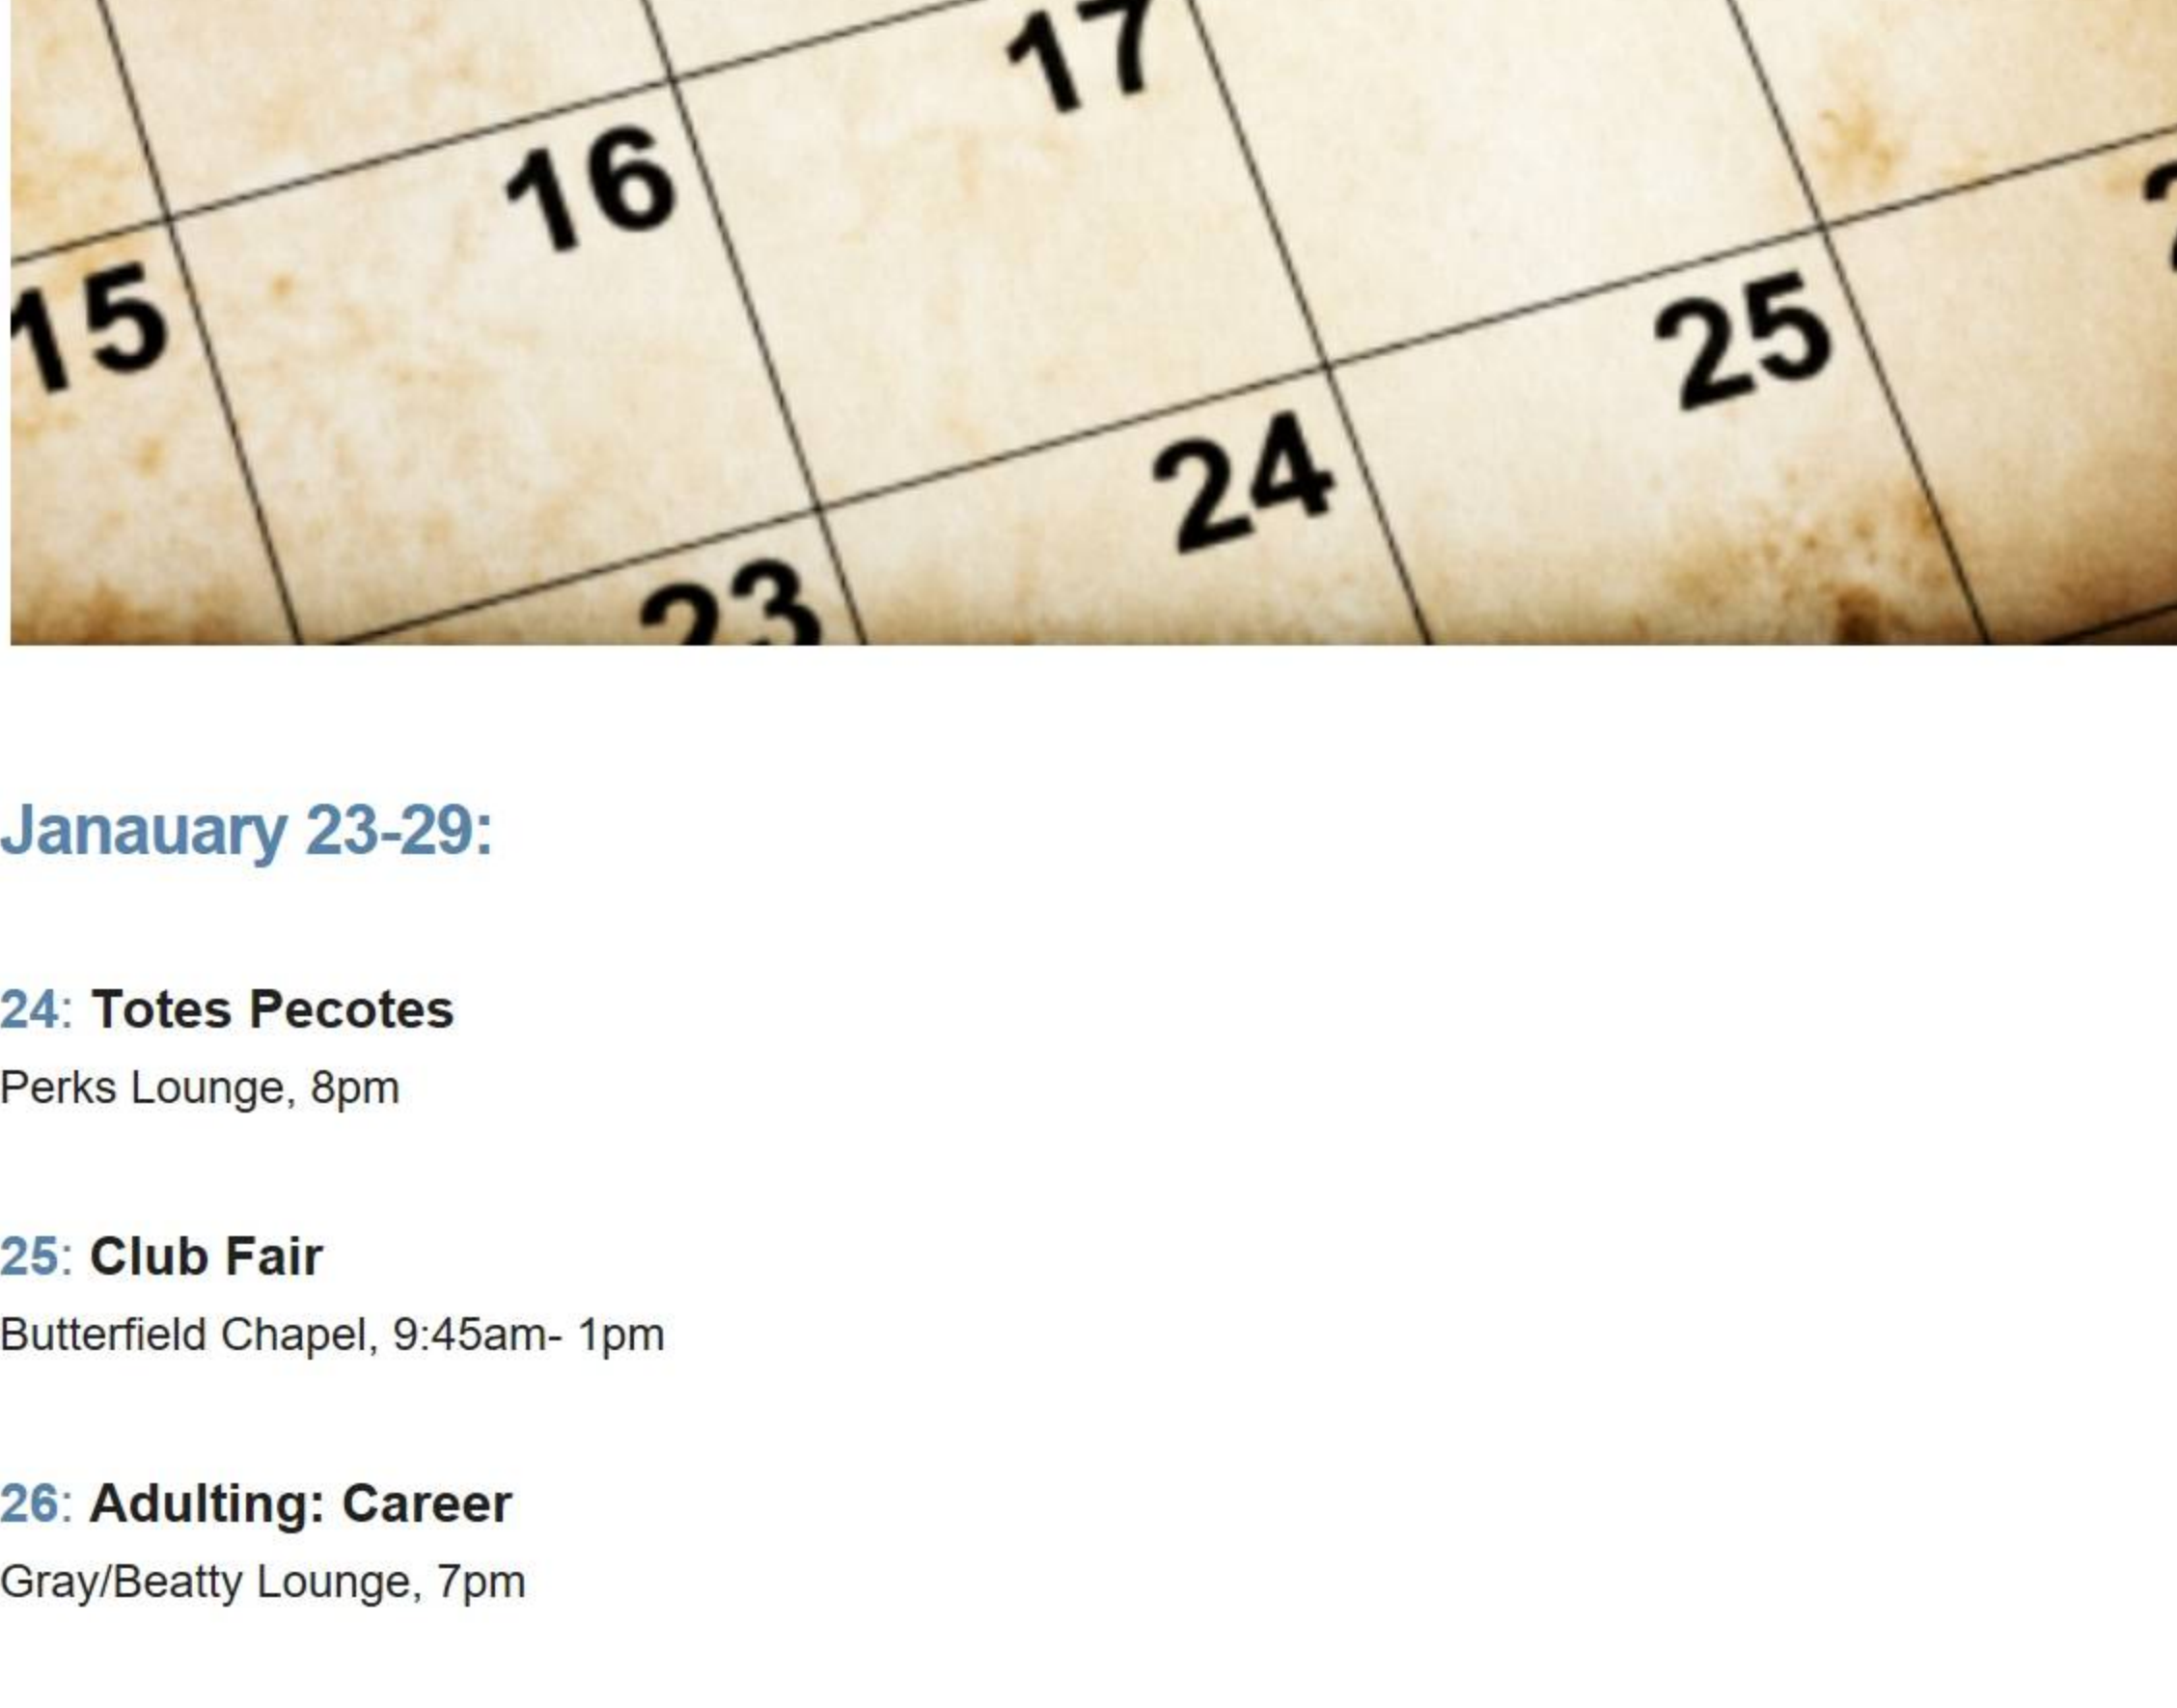 17
16
15
25
24
23
Janauary 23-29:
24: Totes Pecotes
Perks Lounge, 8pm
25: Club Fair
Butterfield Chapel, 9:45am- 1pm
26: Adulting: Career
Gray/Beatty Lounge, 7pm